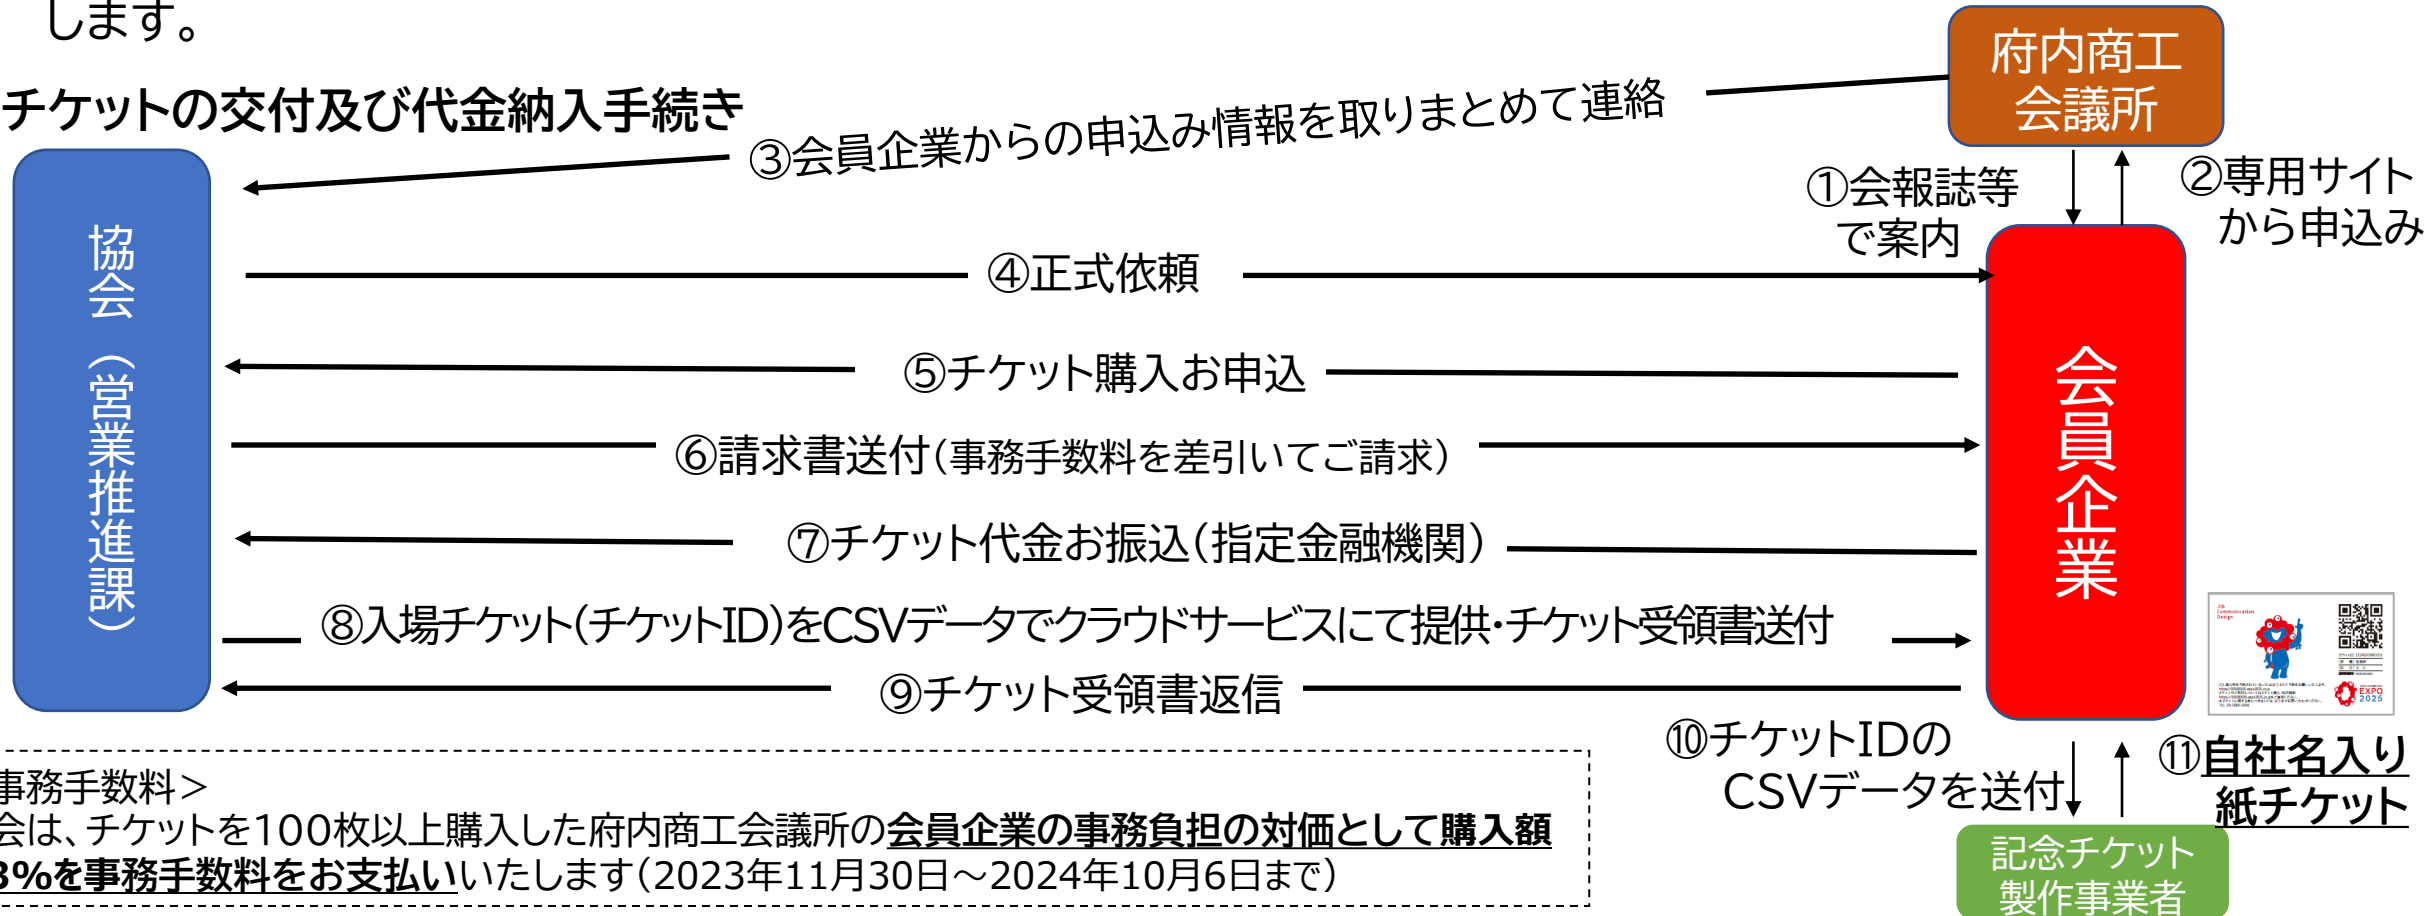 します。
チケットの交付及び代金納入手続き
府内商工
会議所
③会員企業からの申込み情報を取りまとめて連絡
①会報誌等
で案内
②専用サイト
から申込み
協会（営業推進課）
④正式依頼
⑤チケット購入お申込
会員企業
⑥請求書送付（事務手数料を差引いてご請求）
⑦チケット代金お振込（指定金融機関）
⑧入場チケット（チケットID）をCSVデータでクラウドサービスにて提供・チケット受領書送付
⑨チケット受領書返信
EXPO
2025
⑩チケットIDの
CSVデータを送付
⑪自社名入り
紙チケット
事務手数料＞
会は、チケットを100枚以上購入した府内商工会議所の会員企業の事務負担の対価として購入額
3%を事務手数料をお支払いいたします（2023年11月30日～2024年10月6日まで）
記念チケット
製作事業者